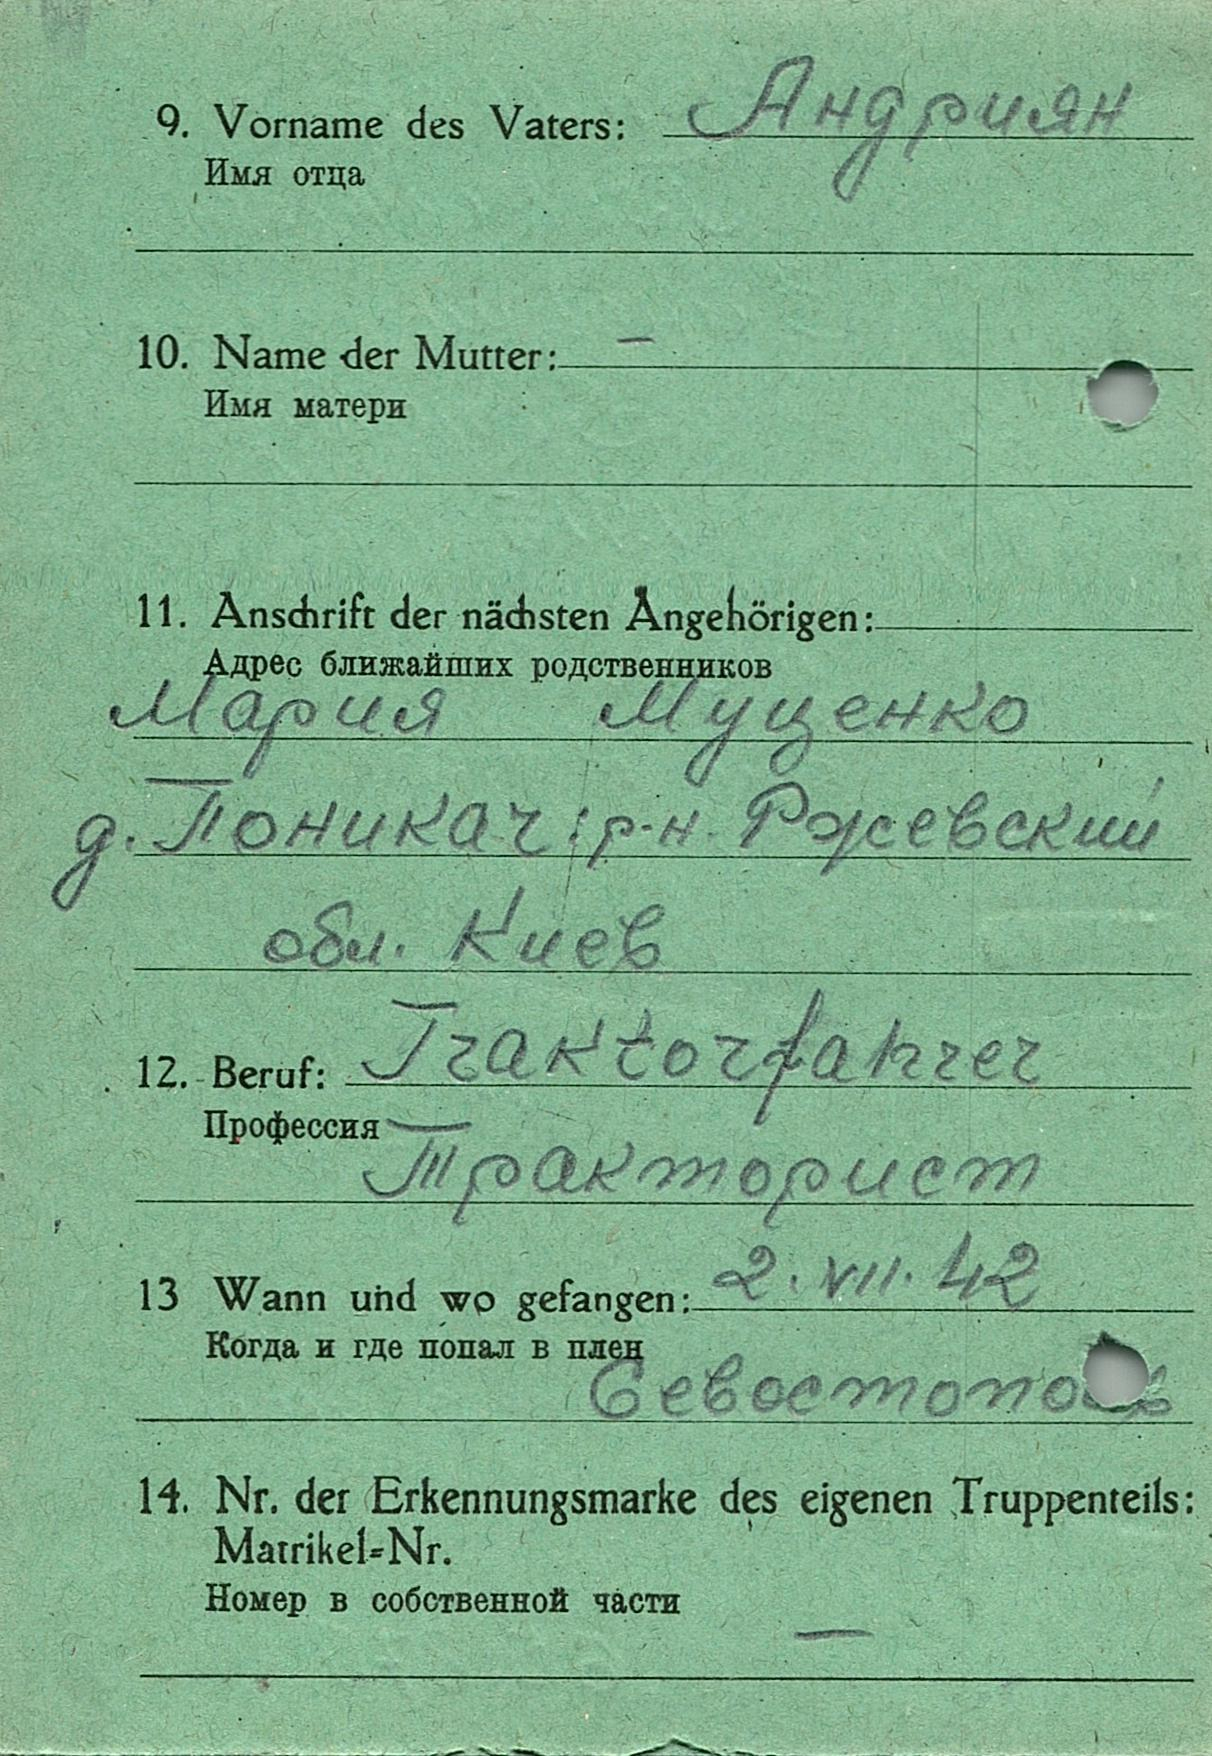 9. Vorname des Vaters: Андриян
Имя отца
10. Name der Mutter: —
Имя матери
11. Anschrift der nächsten Angehörigen:
Адрес ближайших родственников
Мария Муценко
д. Поникач: р-н. Ржевский
обл. Киев
12. Beruf: Traktorfahrer
Профессия
Тракторист
13 Wann und wo gefangen: 2. VII. 42
Когда и где попал в плен
14. Nr. der Erkennungsmarke des eigenen Truppenteils:
Matrikel-Nr.
Номер в собственной части
—